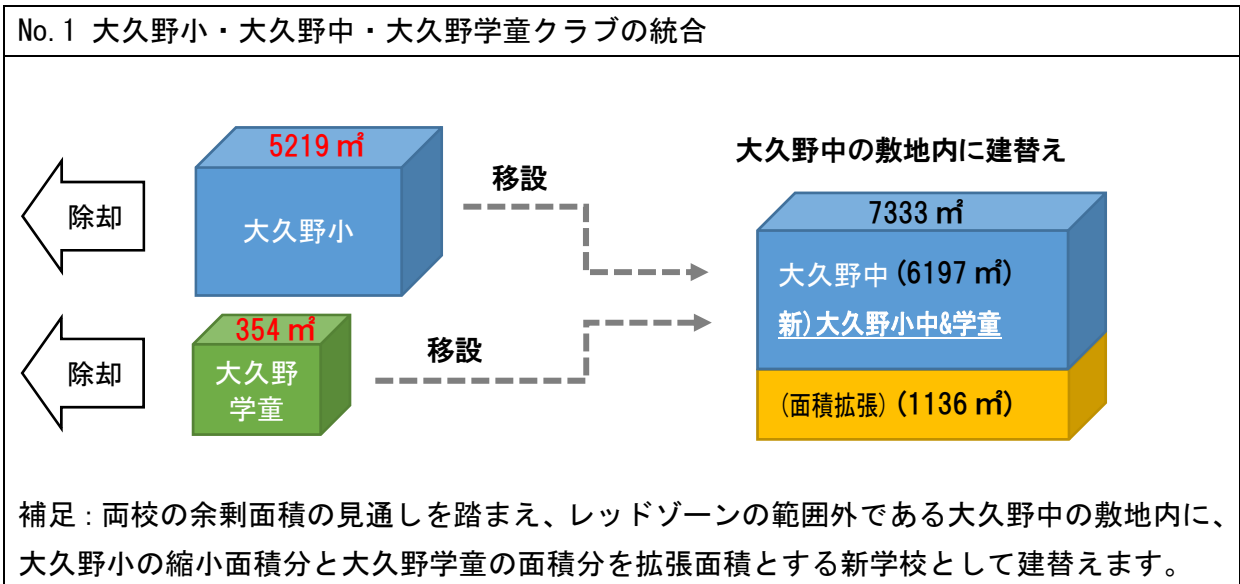 No.1 大久野小・大久野中・大久野学童クラブの統合
5219 ㎡
大久野小
除却
移設
354 ㎡
大久野
学童
除却
移設
大久野中の敷地内に建替え
7333 ㎡
大久野中 (6197 ㎡)
新)大久野小中&学童
(面積拡張) (1136 ㎡)
補足：両校の余剰面積の見通しを踏まえ、レッドゾーンの範囲外である大久野中の敷地内に、
大久野小の縮小面積分と大久野学童の面積分を拡張面積とする新学校として建替えます。